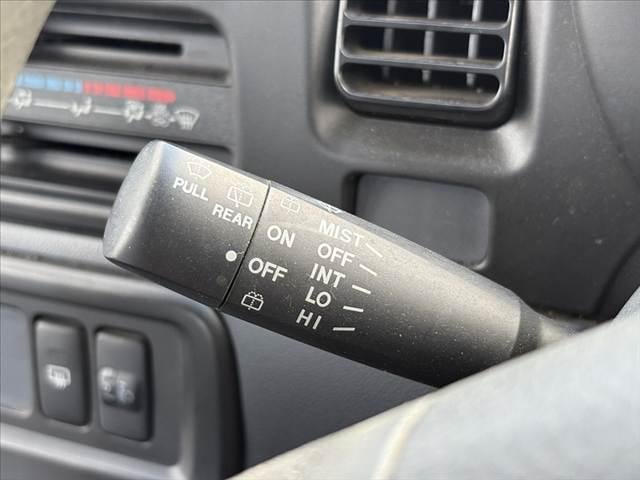 PULL
REAR
ON
OFF
MIST
OFF
INT
LO
HI